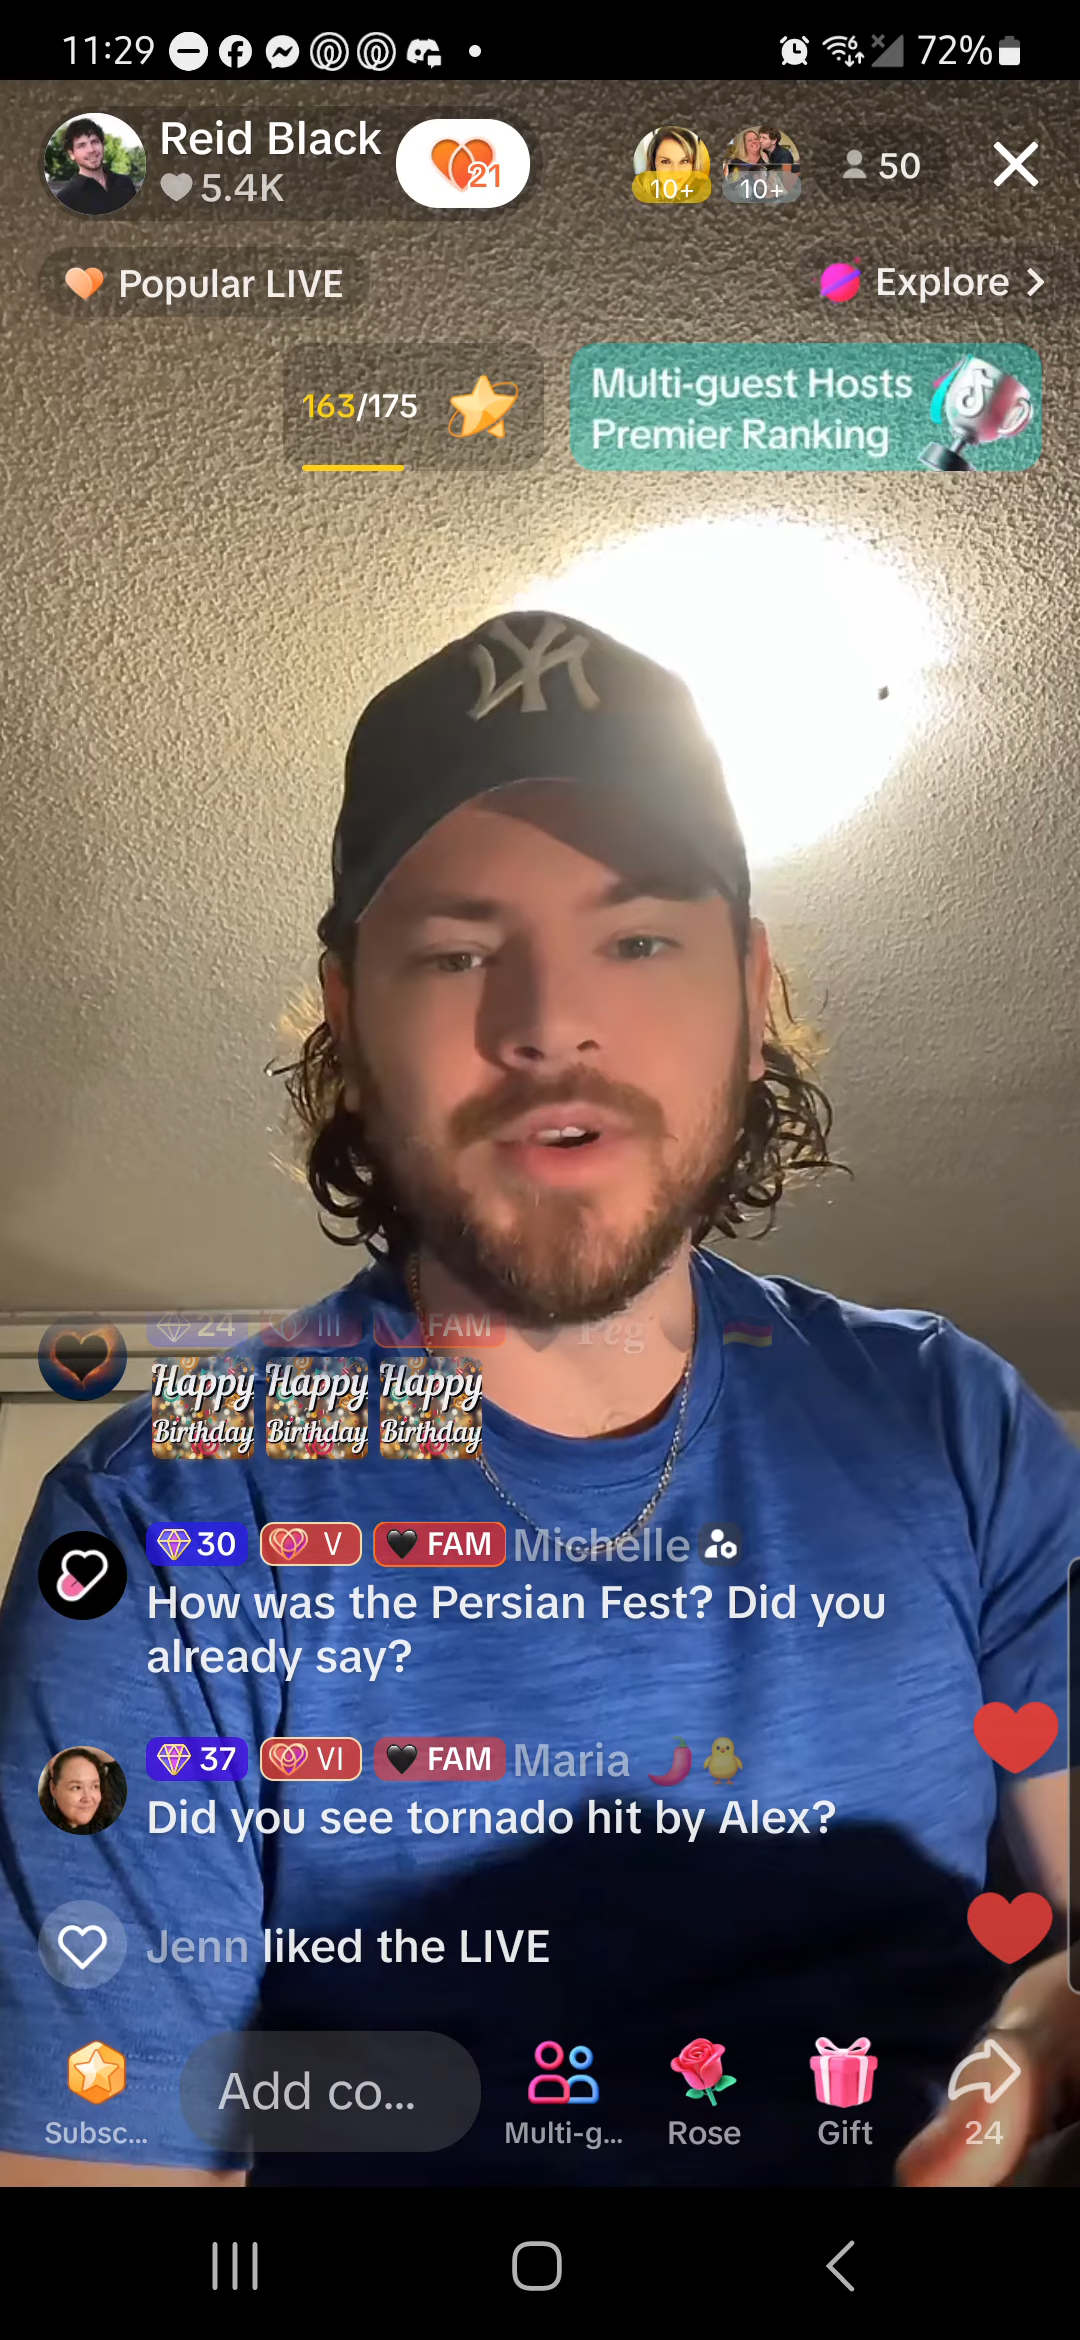 11:29
72%
Reid Black
5.4K
21
10+
10+
50
Popular LIVE
Explore
163/175
Multi-guest Hosts
Premier Ranking
NY
24 III FAM Peg
Happy Birthday Happy Birthday Happy Birthday
30 V FAM Michelle
How was the Persian Fest? Did you
already say?
37 VI FAM Maria
Did you see tornado hit by Alex?
Jenn liked the LIVE
Add co...
Subsc...
Multi-g...
Rose
Gift
24